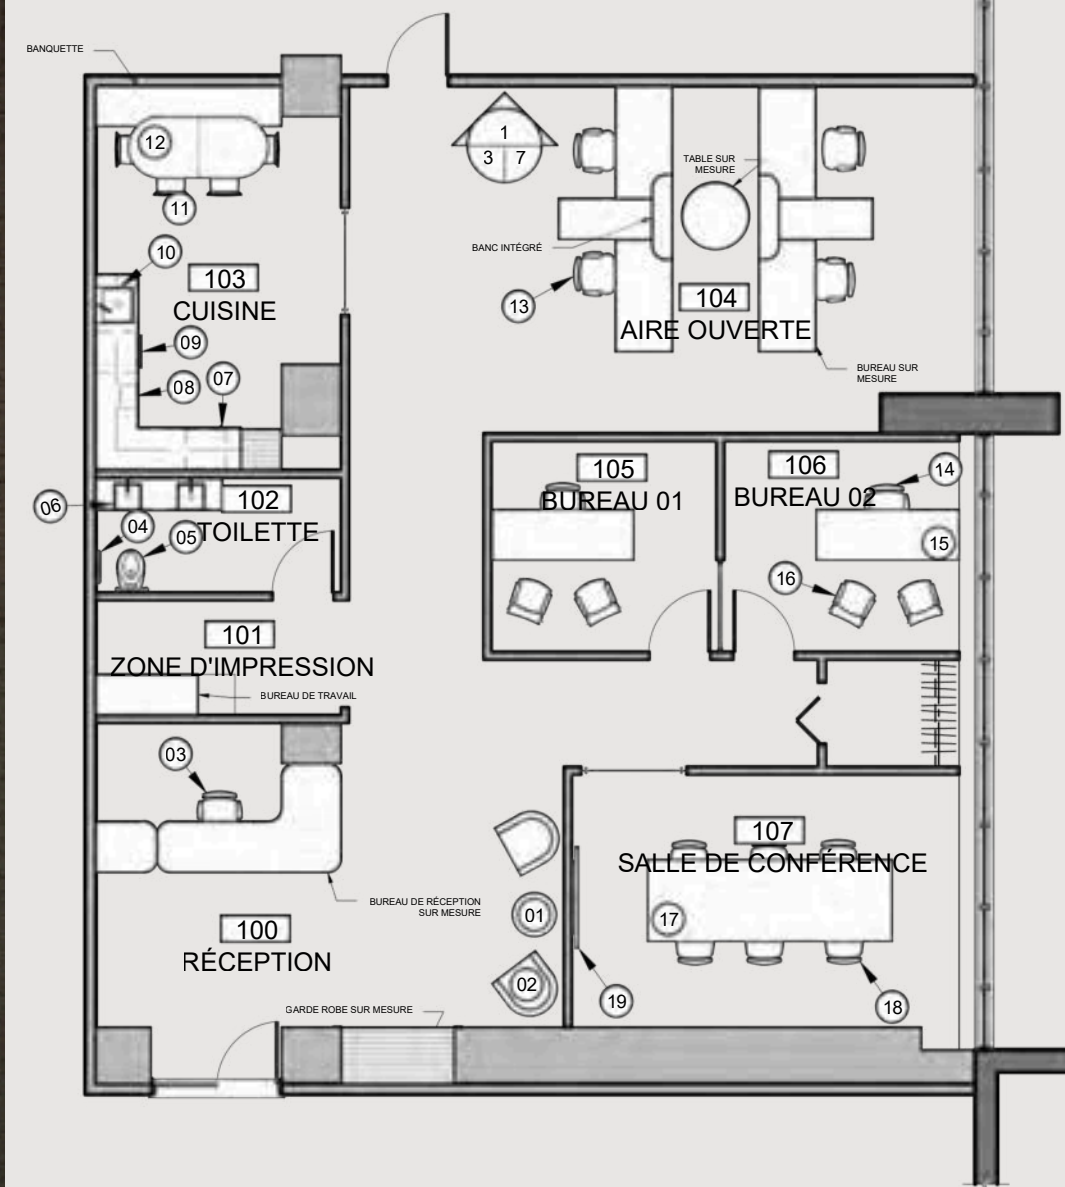 BANQUETTE
12
1
3 7
TABLE SUR
MESURE
11
BANC INTÉGRÉ
10
103
CUISINE
13
104
AIRE OUVERTE
09
08
07
BUREAU SUR
MESURE
06
102
TOILETTE
04
05
105
BUREAU 01
106
BUREAU 02
14
15
16
101
ZONE D'IMPRESSION
BUREAU DE TRAVAIL
03
107
SALLE DE CONFÉRENCE
BUREAU DE RÉCEPTION
SUR MESURE
01
17
100
RÉCEPTION
02
19
18
GARDE ROBE SUR MESURE